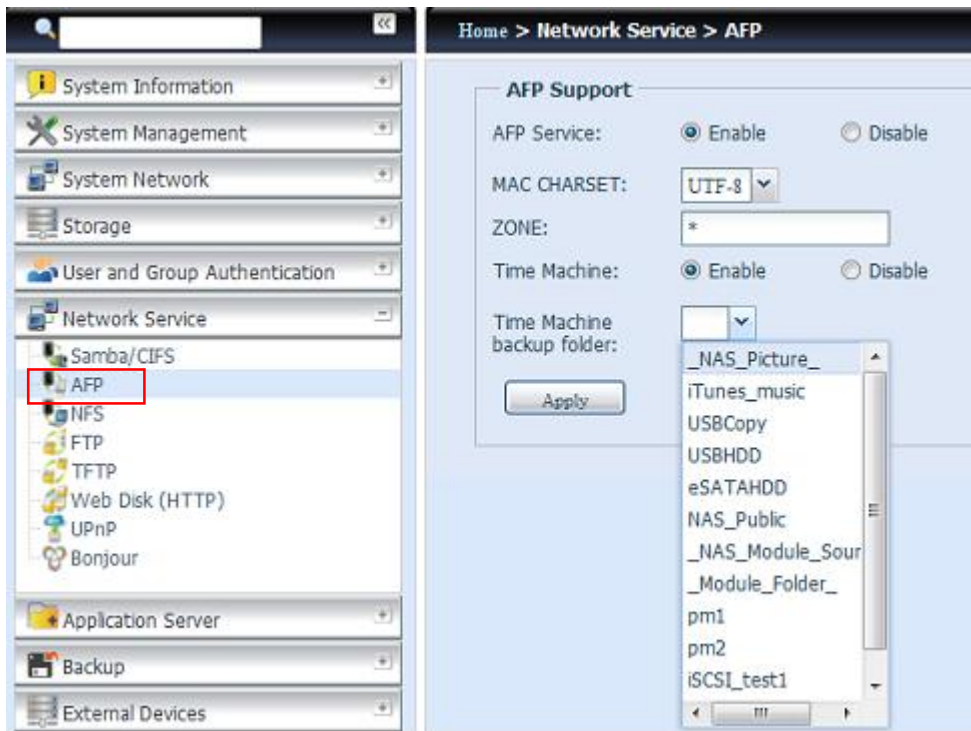 Home > Network Service > AFP
System Information
System Management
System Network
Storage
User and Group Authentication
Network Service
Samba/CIFS
AFP
NFS
FTP
TFTP
Web Disk (HTTP)
UPnP
Bonjour
Application Server
Backup
External Devices
AFP Support
AFP Service: Enable Disable
MAC CHARSET: UTF-8
ZONE: *
Time Machine: Enable Disable
Time Machine
backup folder:
_NAS_Picture_
iTunes_music
USBCopy
USBHDD
eSATAHDD
NAS_Public
_NAS_Module_Sour
_Module_Folder_
pm1
pm2
iSCSI_test1
Apply